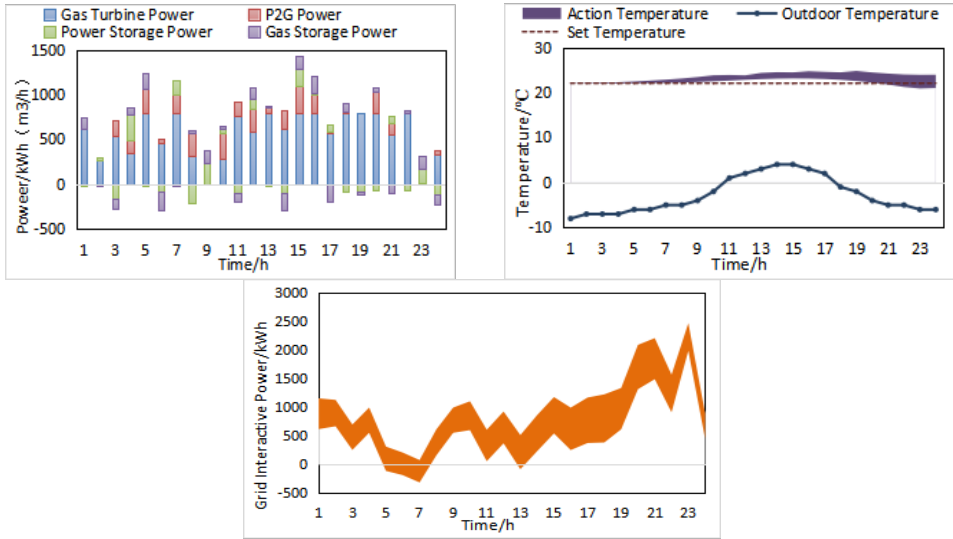 Gas Turbine Power P2G Power
Power Storage Power Gas Storage Power
1500
1000
500
0
-500
Poweer/kWh（m3/h）
1 3 5 7 9 11 13 15 17 19 21 23
Time/h
Action Temperature Outdoor Temperature
Set Temperature
30
20
10
0
-10
Temperature/℃
1 3 5 7 9 11 13 15 17 19 21 23
Time/h
3000
2500
2000
1500
1000
500
0
-500
Grid Interactive Power/kWh
1 3 5 7 9 11 13 15 17 19 21 23
Time/h